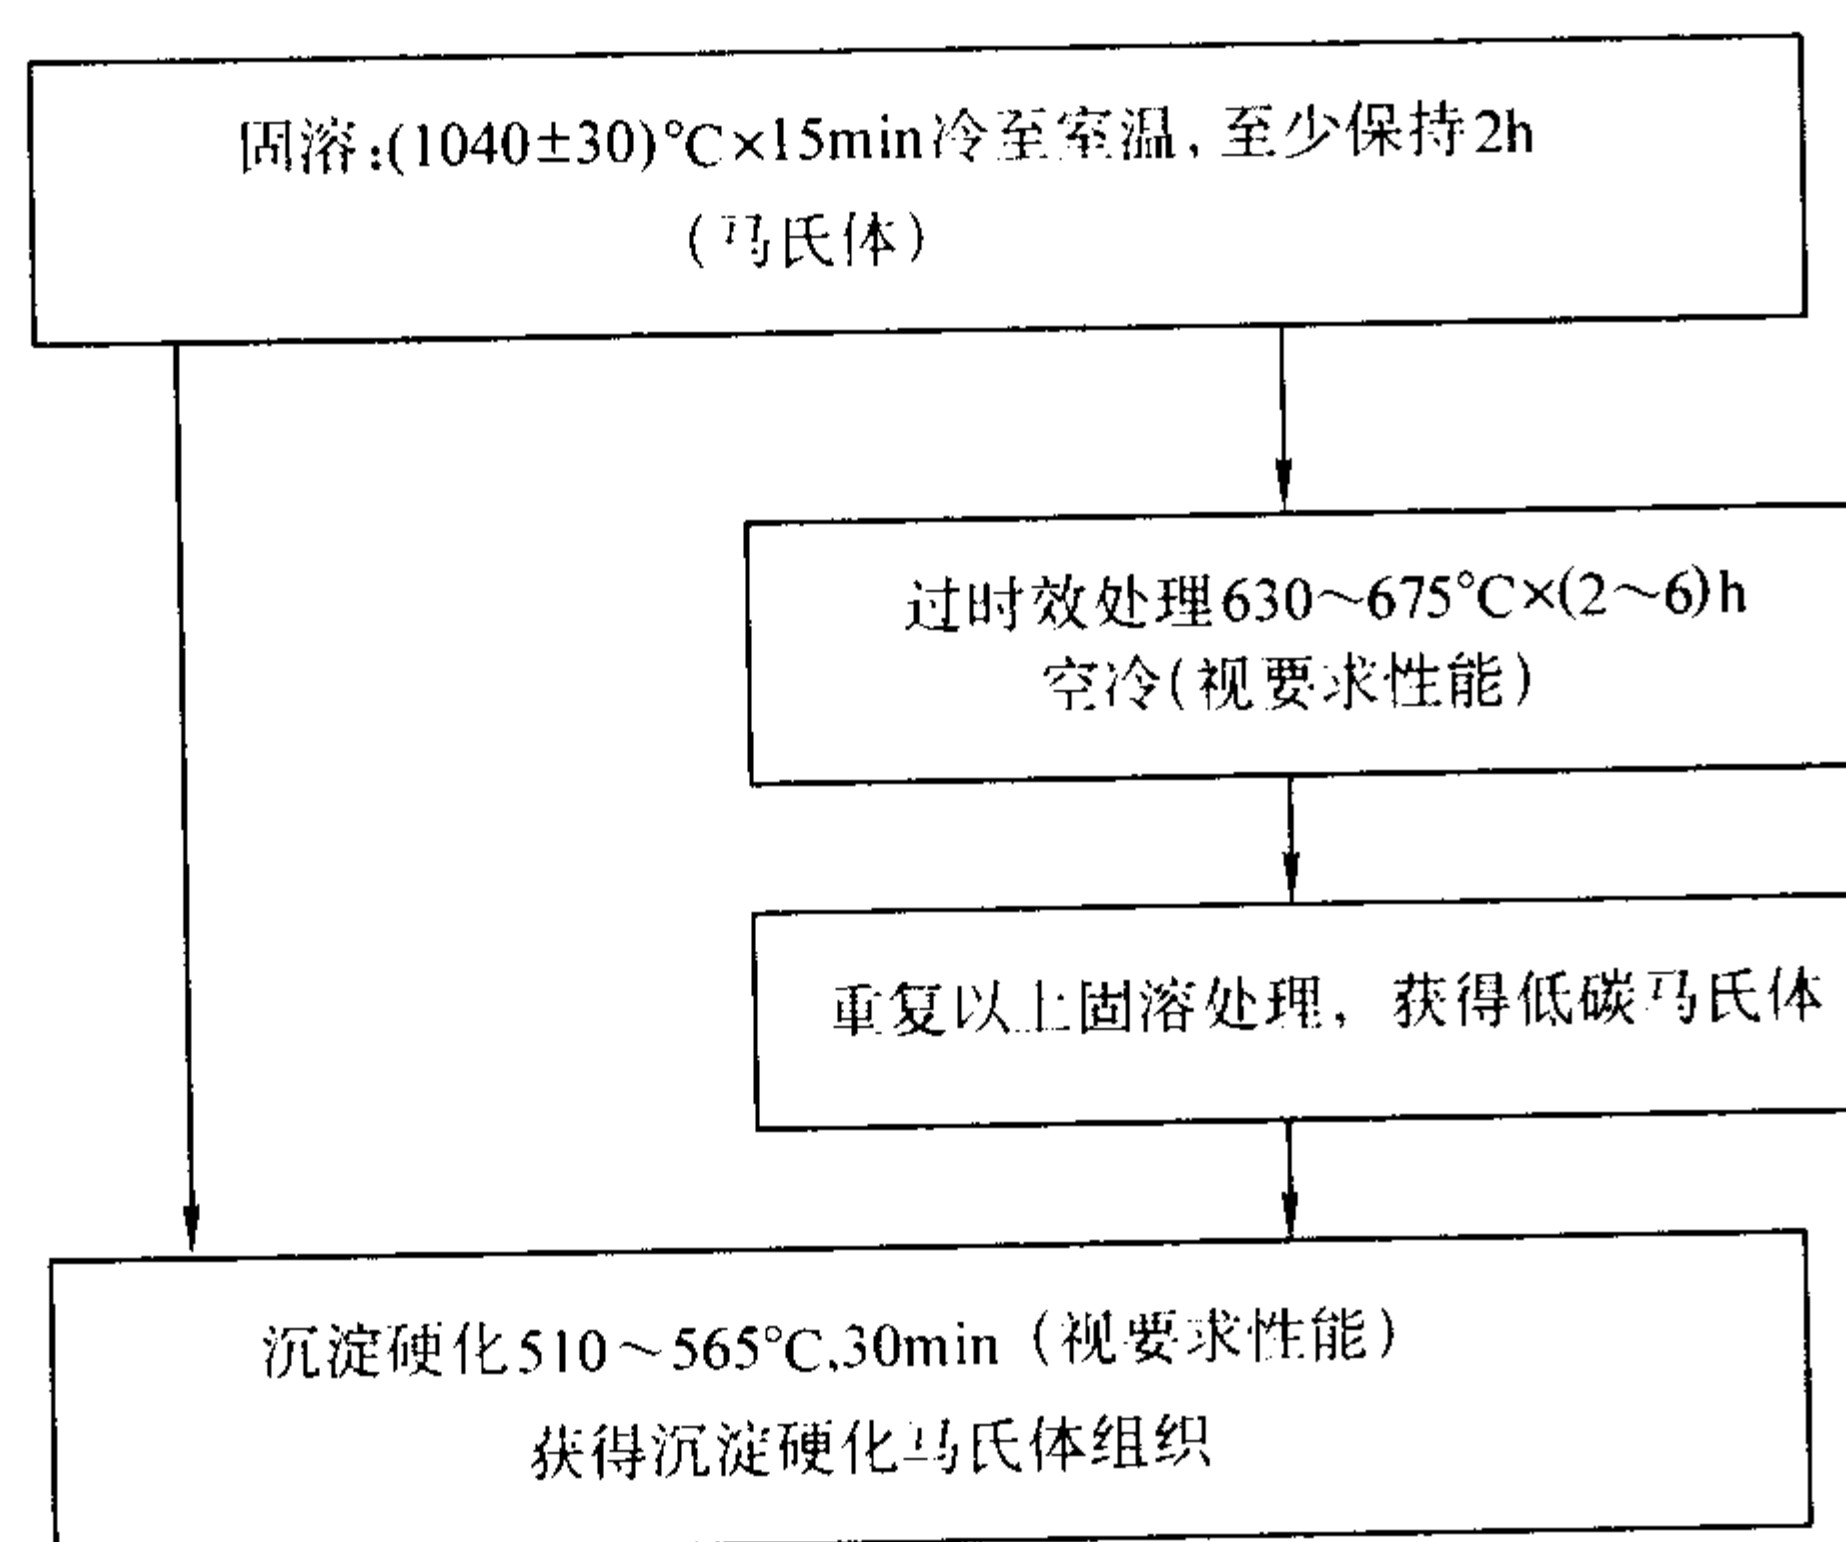 固溶:(1040±30)℃×15min冷至室温，至少保持2h
(马氏体)
过时效处理630～675℃×(2～6)h
空冷(视要求性能)
重复以上固溶处理，获得低碳马氏体
沉淀硬化510～565℃,30min (视要求性能)
获得沉淀硬化马氏体组织